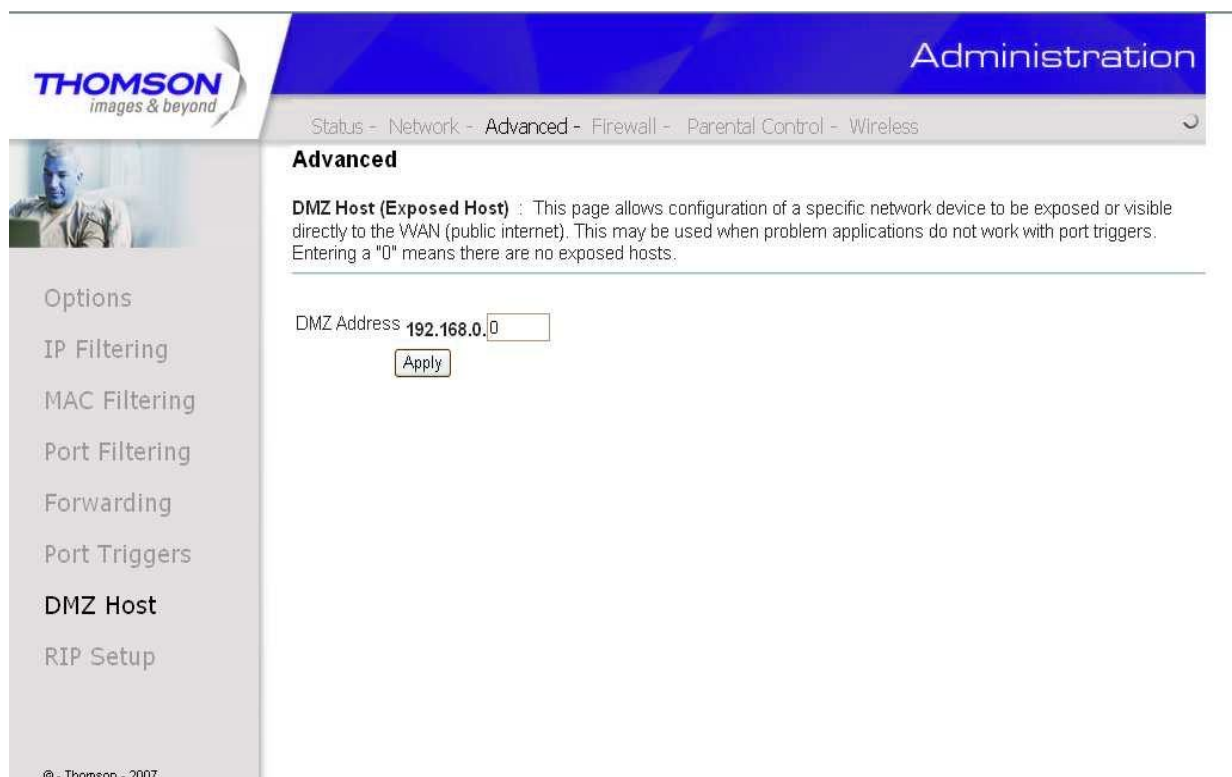 THOMSON
images & beyond
Administration
Status - Network - Advanced - Firewall - Parental Control - Wireless
Advanced
DMZ Host (Exposed Host) : This page allows configuration of a specific network device to be exposed or visible
directly to the WAN (public internet). This may be used when problem applications do not work with port triggers.
Entering a "0" means there are no exposed hosts.
DMZ Address 192.168.0.0
Apply
Options
IP Filtering
MAC Filtering
Port Filtering
Forwarding
Port Triggers
DMZ Host
RIP Setup
© - Thomson - 2007